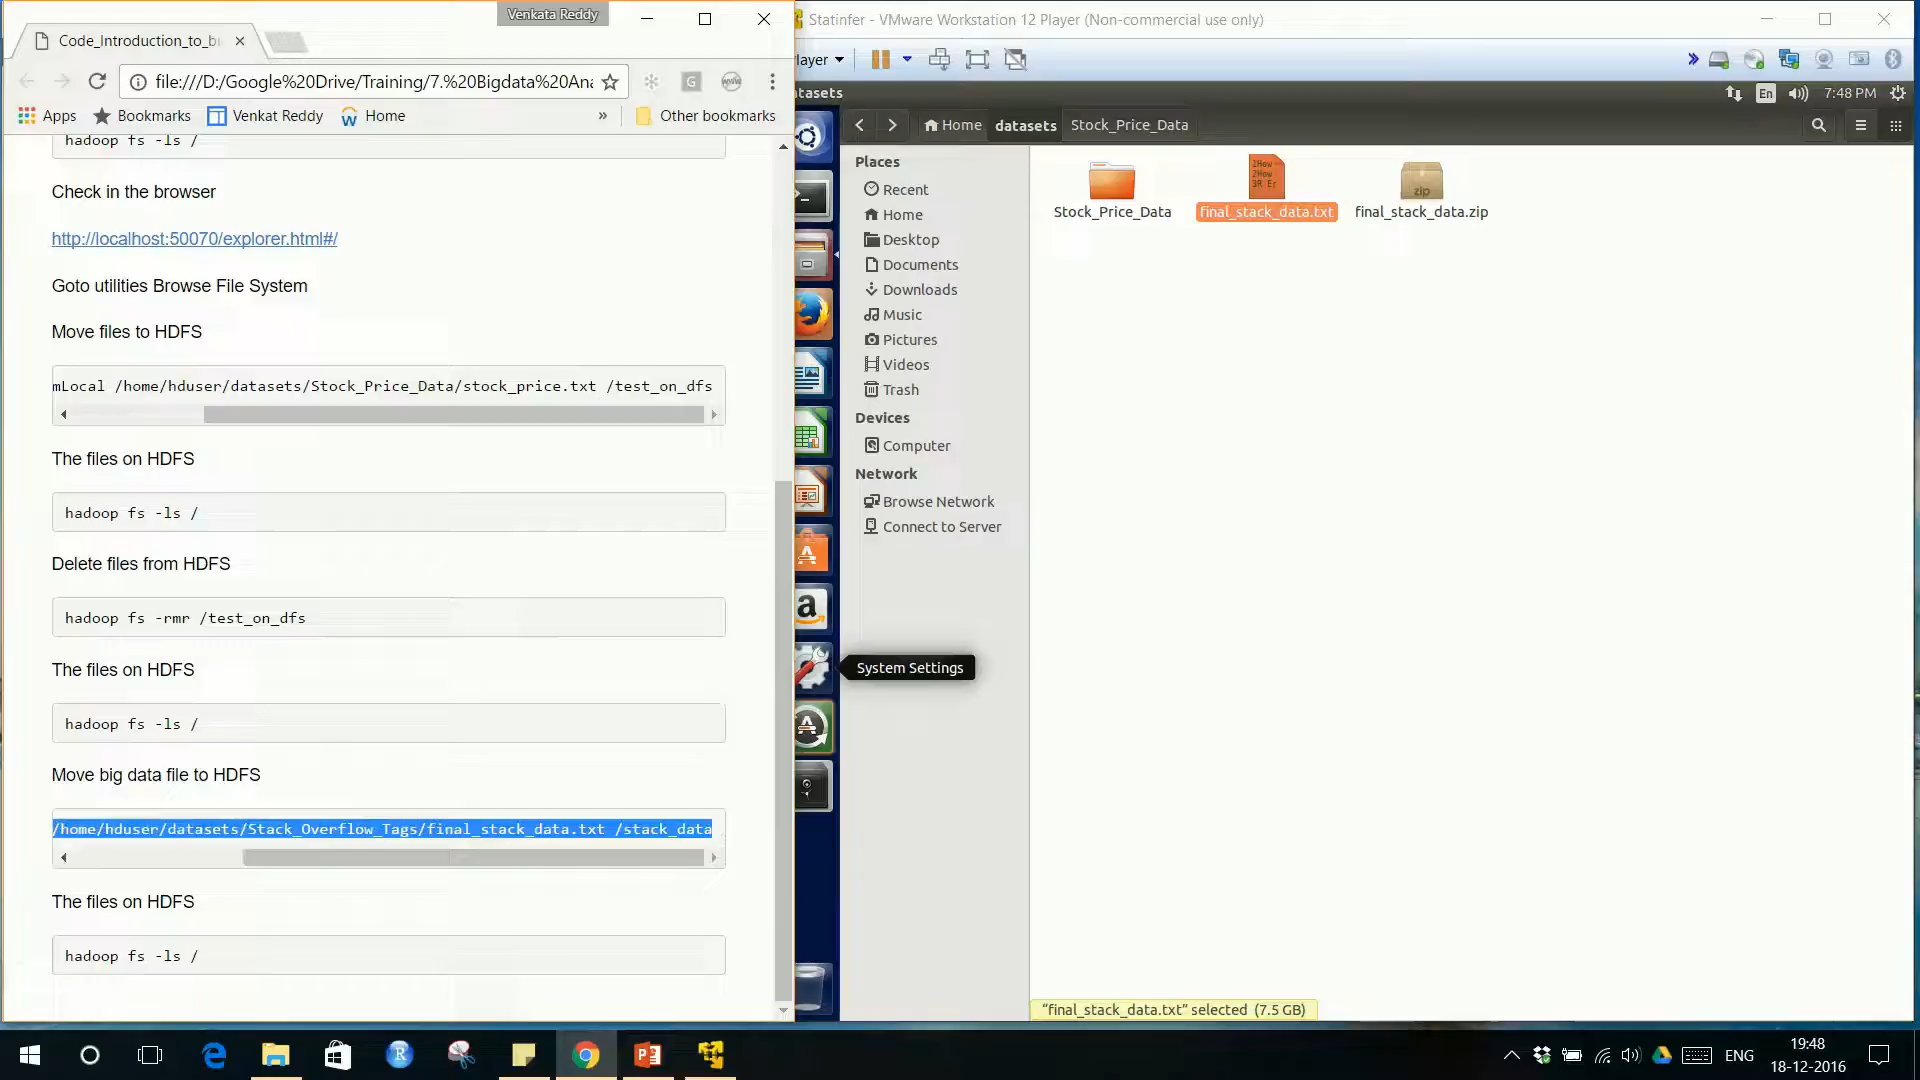 Venkata Reddy
Code_Introduction_to_bi
file:///D:/Google%20Drive/Training/7.%20Bigdata%20Ana
Apps
Bookmarks
Venkat Reddy
Home
»
Other bookmarks
hadoop fs -ls /
Check in the browser
http://localhost:50070/explorer.html#/
Goto utilities Browse File System
Move files to HDFS
mLocal /home/hduser/datasets/Stock_Price_Data/stock_price.txt /test_on_dfs
The files on HDFS
hadoop fs -ls /
Delete files from HDFS
hadoop fs -rmr /test_on_dfs
The files on HDFS
hadoop fs -ls /
Move big data file to HDFS
/home/hduser/datasets/Stack_Overflow_Tags/final_stack_data.txt /stack_data
The files on HDFS
hadoop fs -ls /
Statinfer - VMware Workstation 12 Player (Non-commercial use only)
layer
atasets
En
7:48 PM
Home
datasets
Stock_Price_Data
Places
Recent
Home
Desktop
Documents
Downloads
Music
Pictures
Videos
Trash
Devices
Computer
Network
Browse Network
Connect to Server
System Settings
1How
2How
3R Er
zip
Stock_Price_Data
final_stack_data.txt
final_stack_data.zip
"final_stack_data.txt" selected (7.5 GB)
ENG
19:48
18-12-2016